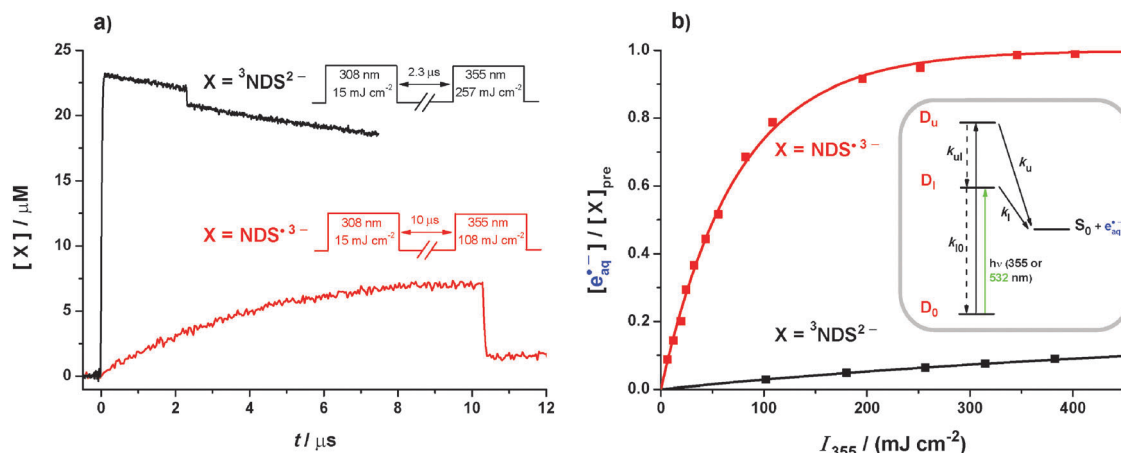 a)
25
20
15
10
5
0
[ X ] / μM
X = ³NDS²⁻
308 nm
15 mJ cm⁻²
2.3 μs
355 nm
257 mJ cm⁻²
X = NDS•³⁻
308 nm
15 mJ cm⁻²
10 μs
355 nm
108 mJ cm⁻²
0 2 4 6 8 10 12
t / μs
b)
1.0
0.8
0.6
0.4
0.2
0.0
[e•⁻aq] / [X]pre
X = NDS•³⁻
X = ³NDS²⁻
Du
kul
ku
Dl
kl
S0 + e•⁻aq
kl0
hν (355 or
532 nm)
D0
0 100 200 300 400
I355 / (mJ cm⁻²)